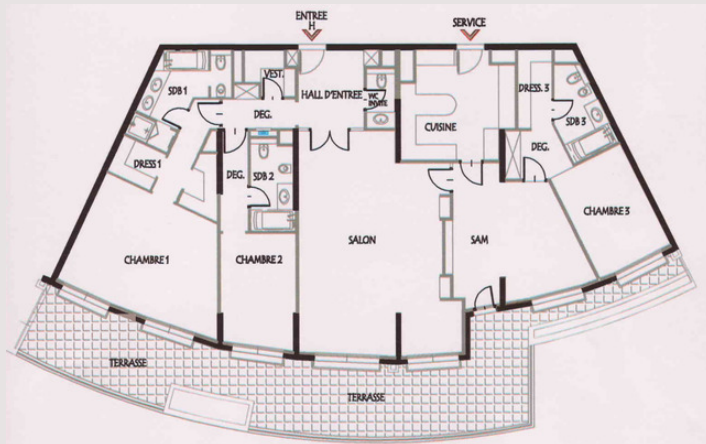 ENTREE
H
SERVICE
SDB 1
VEST.
HALL D'ENTREE
WC
INVITE
DRESS. 3
SDB 3
DEG.
CUISINE
DEG.
DRESS 1
DEG.
SDB 2
CHAMBRE 3
CHAMBRE 1
CHAMBRE 2
SALON
SAM
TERRASSE
TERRASSE